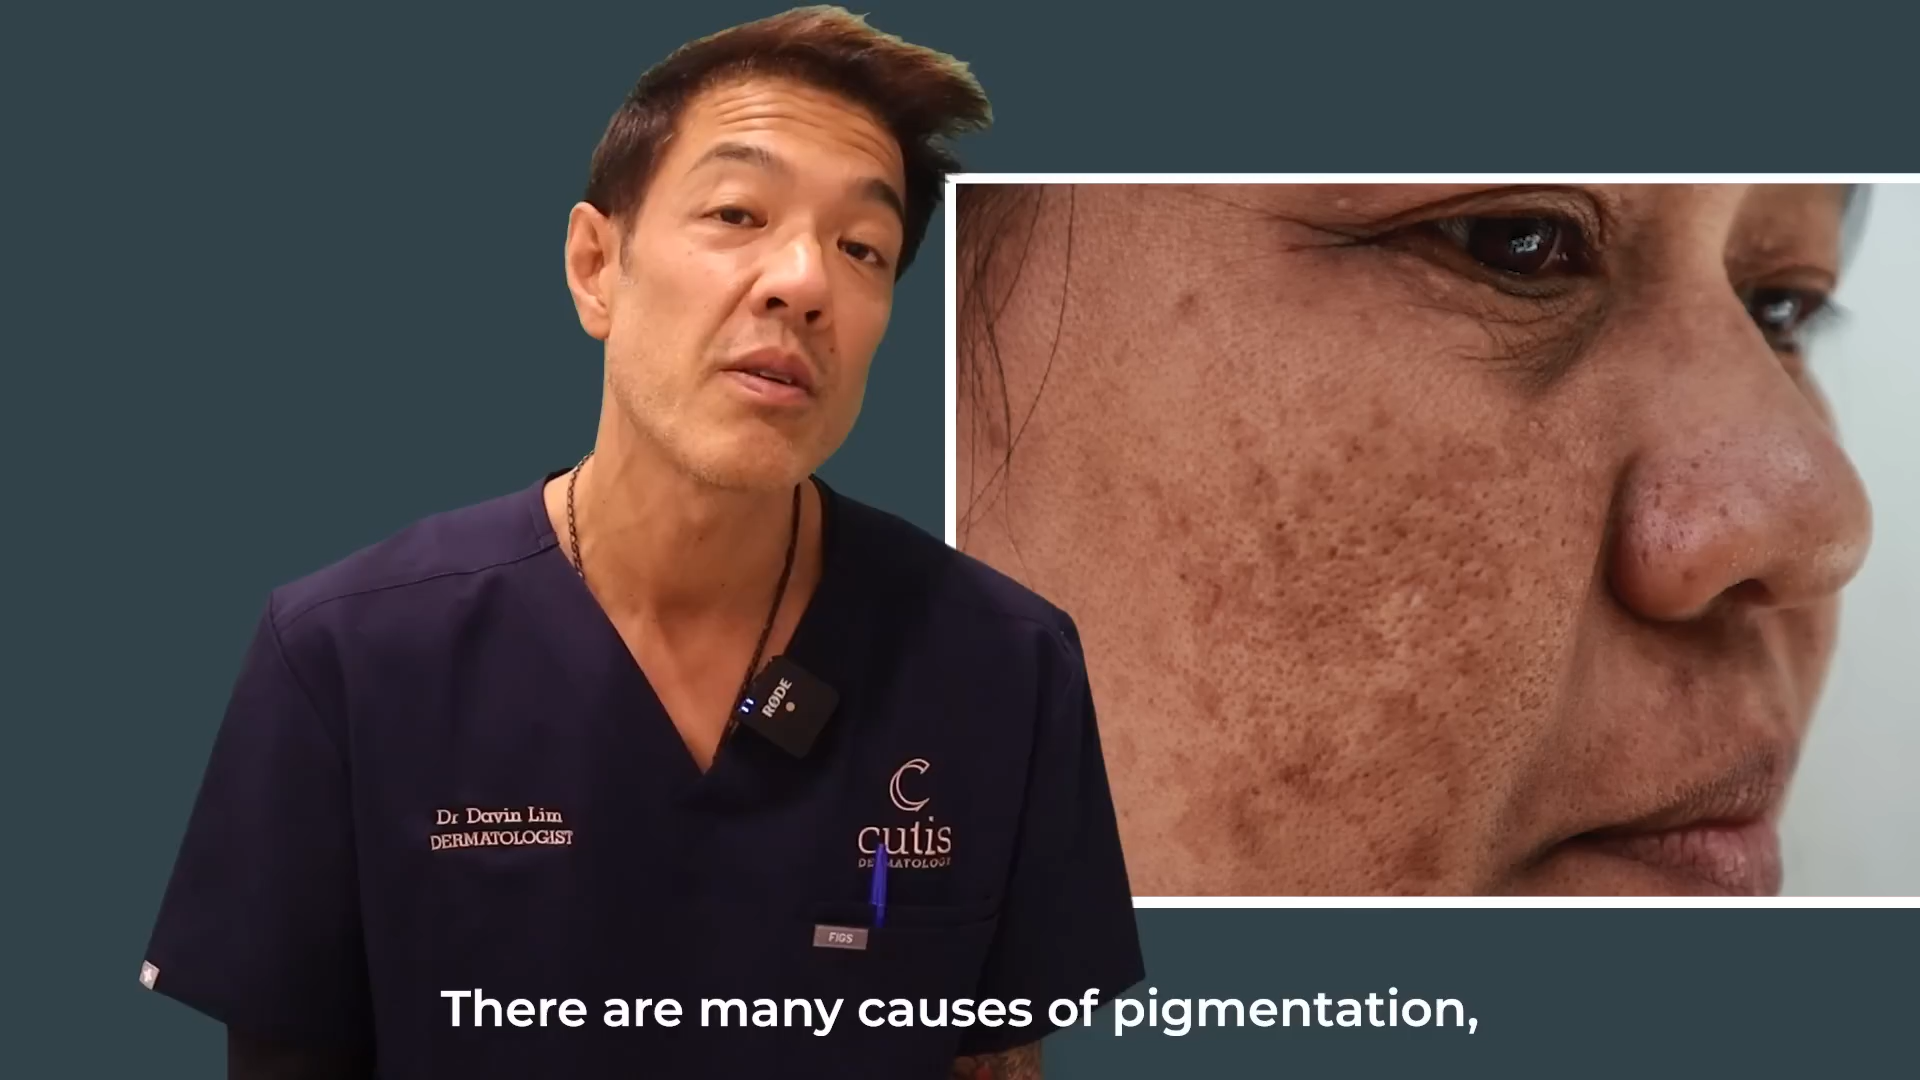 RØDE
Dr Davin Lim
DERMATOLOGIST
C
cutis
DERMATOLOGY
FIGS
There are many causes of pigmentation,